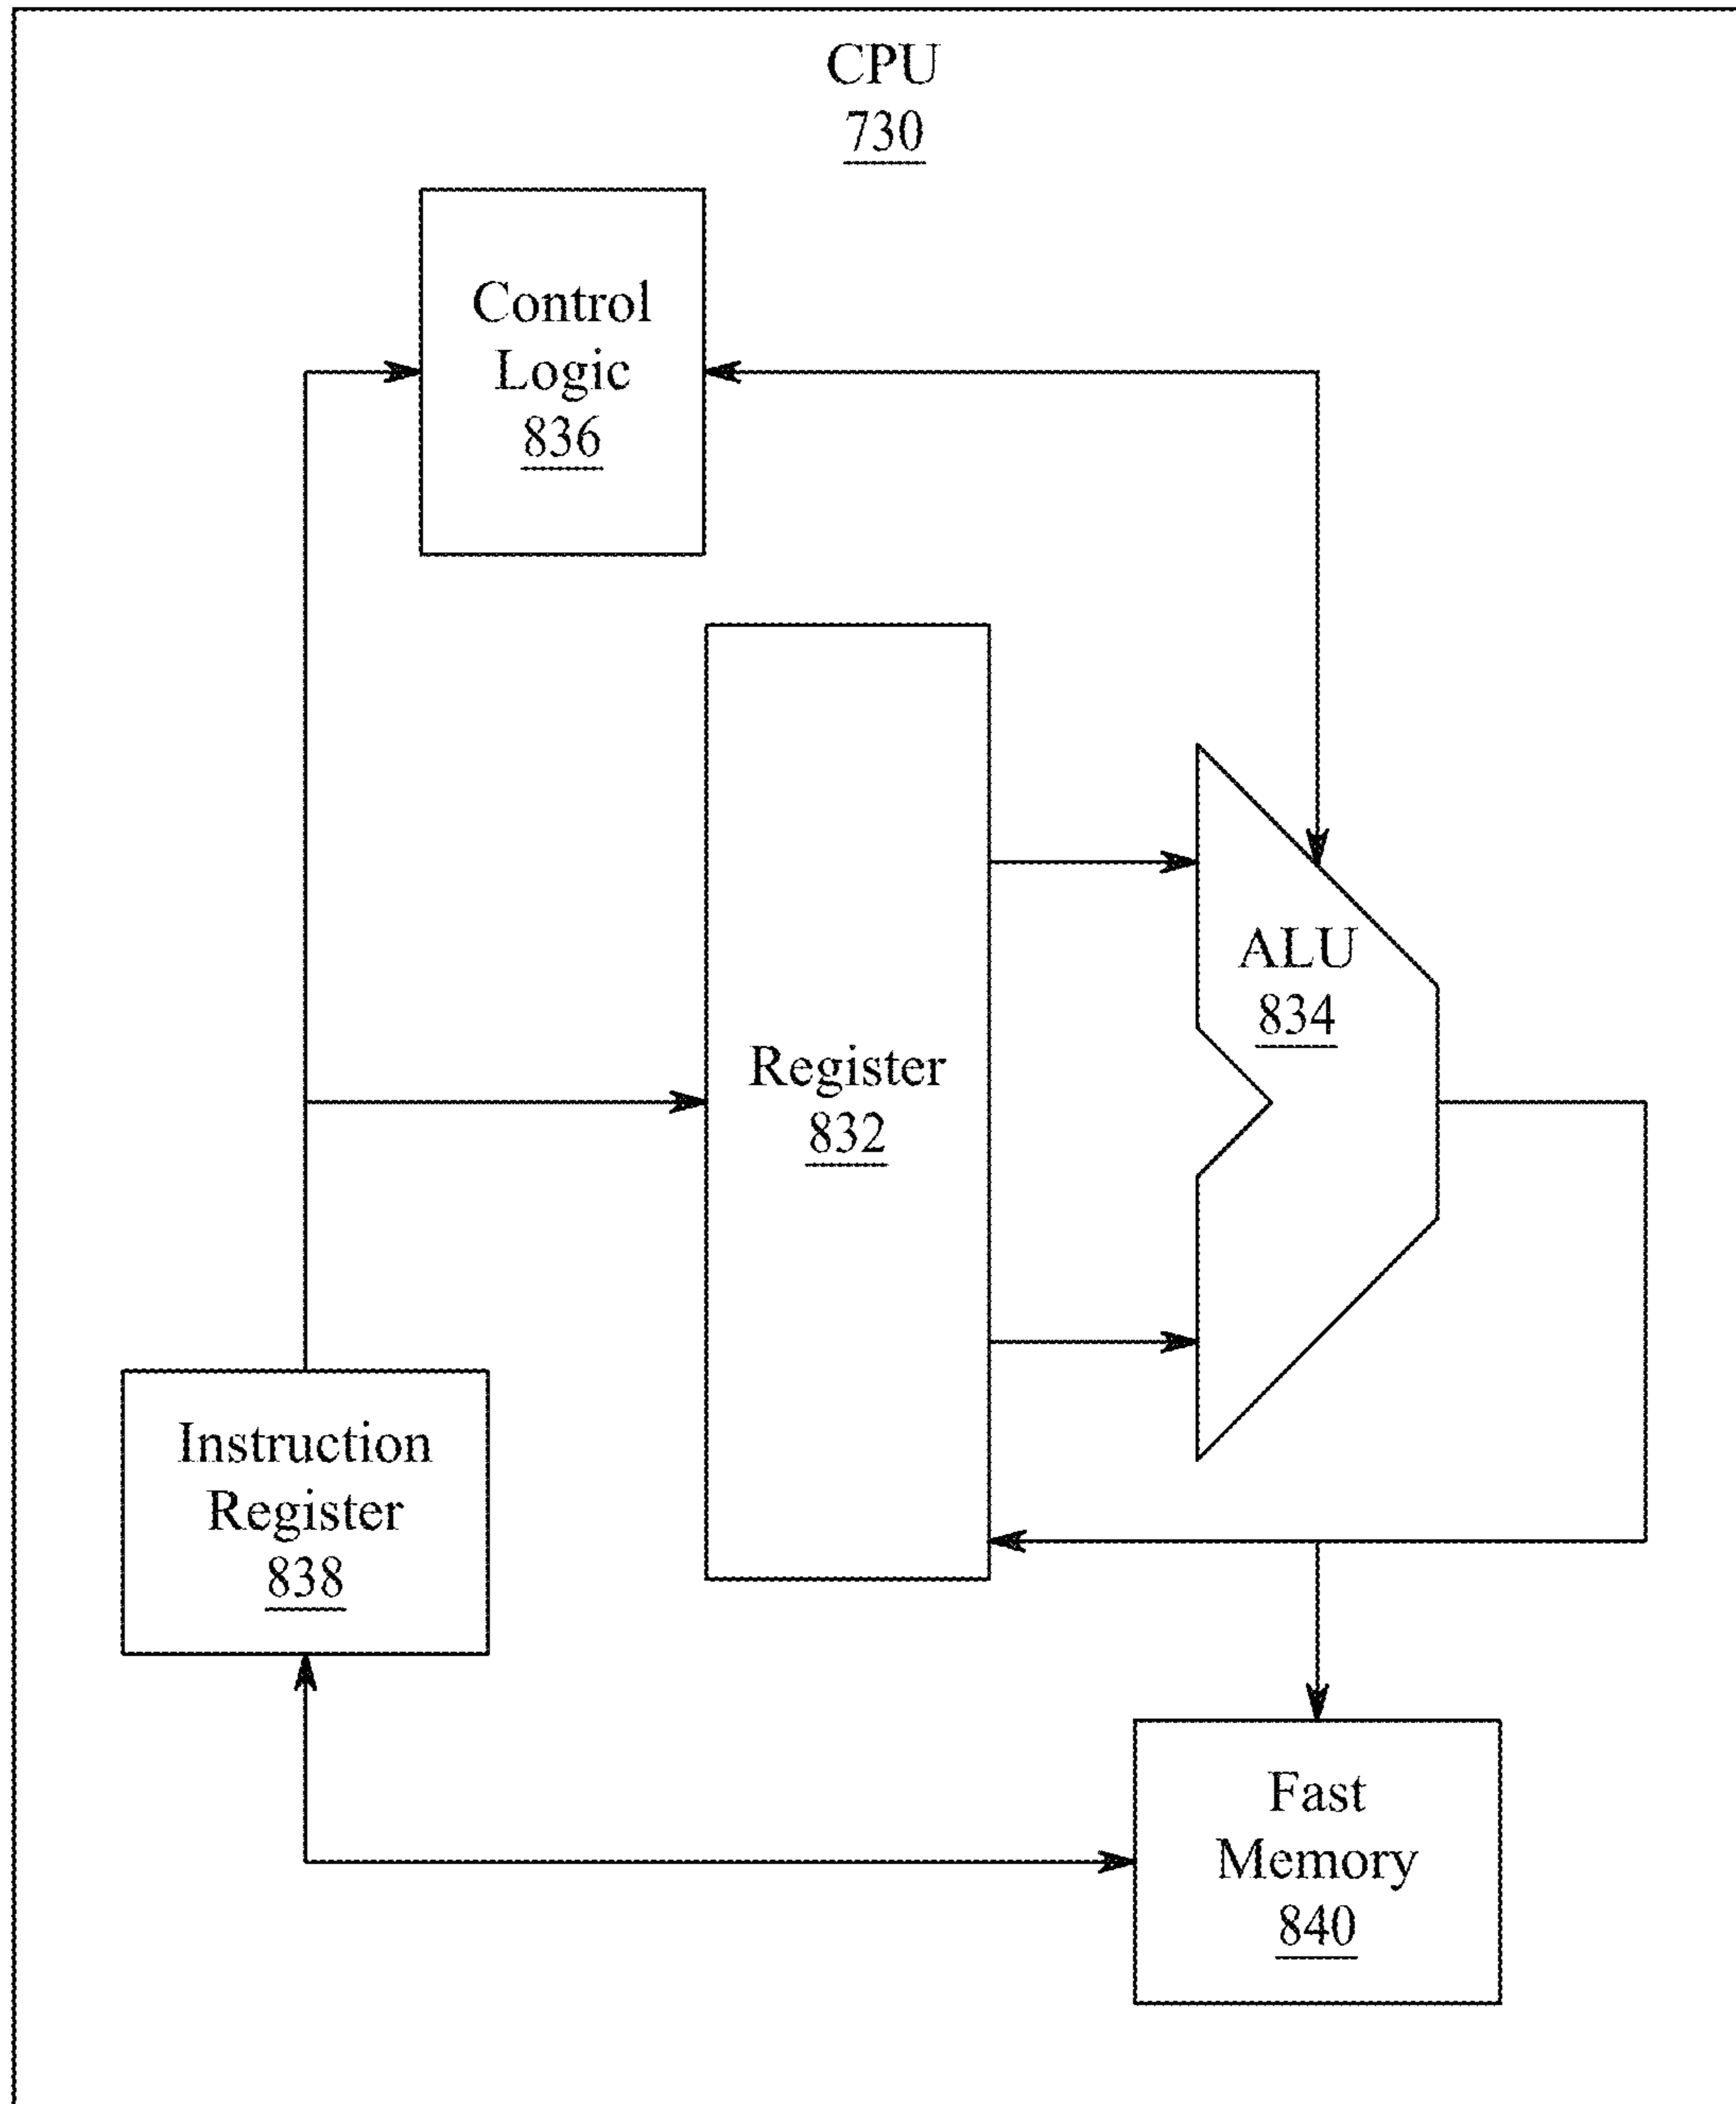 CPU
730
Control
Logic
836
ALU
834
Register
832
Instruction
Register
838
Fast
Memory
840